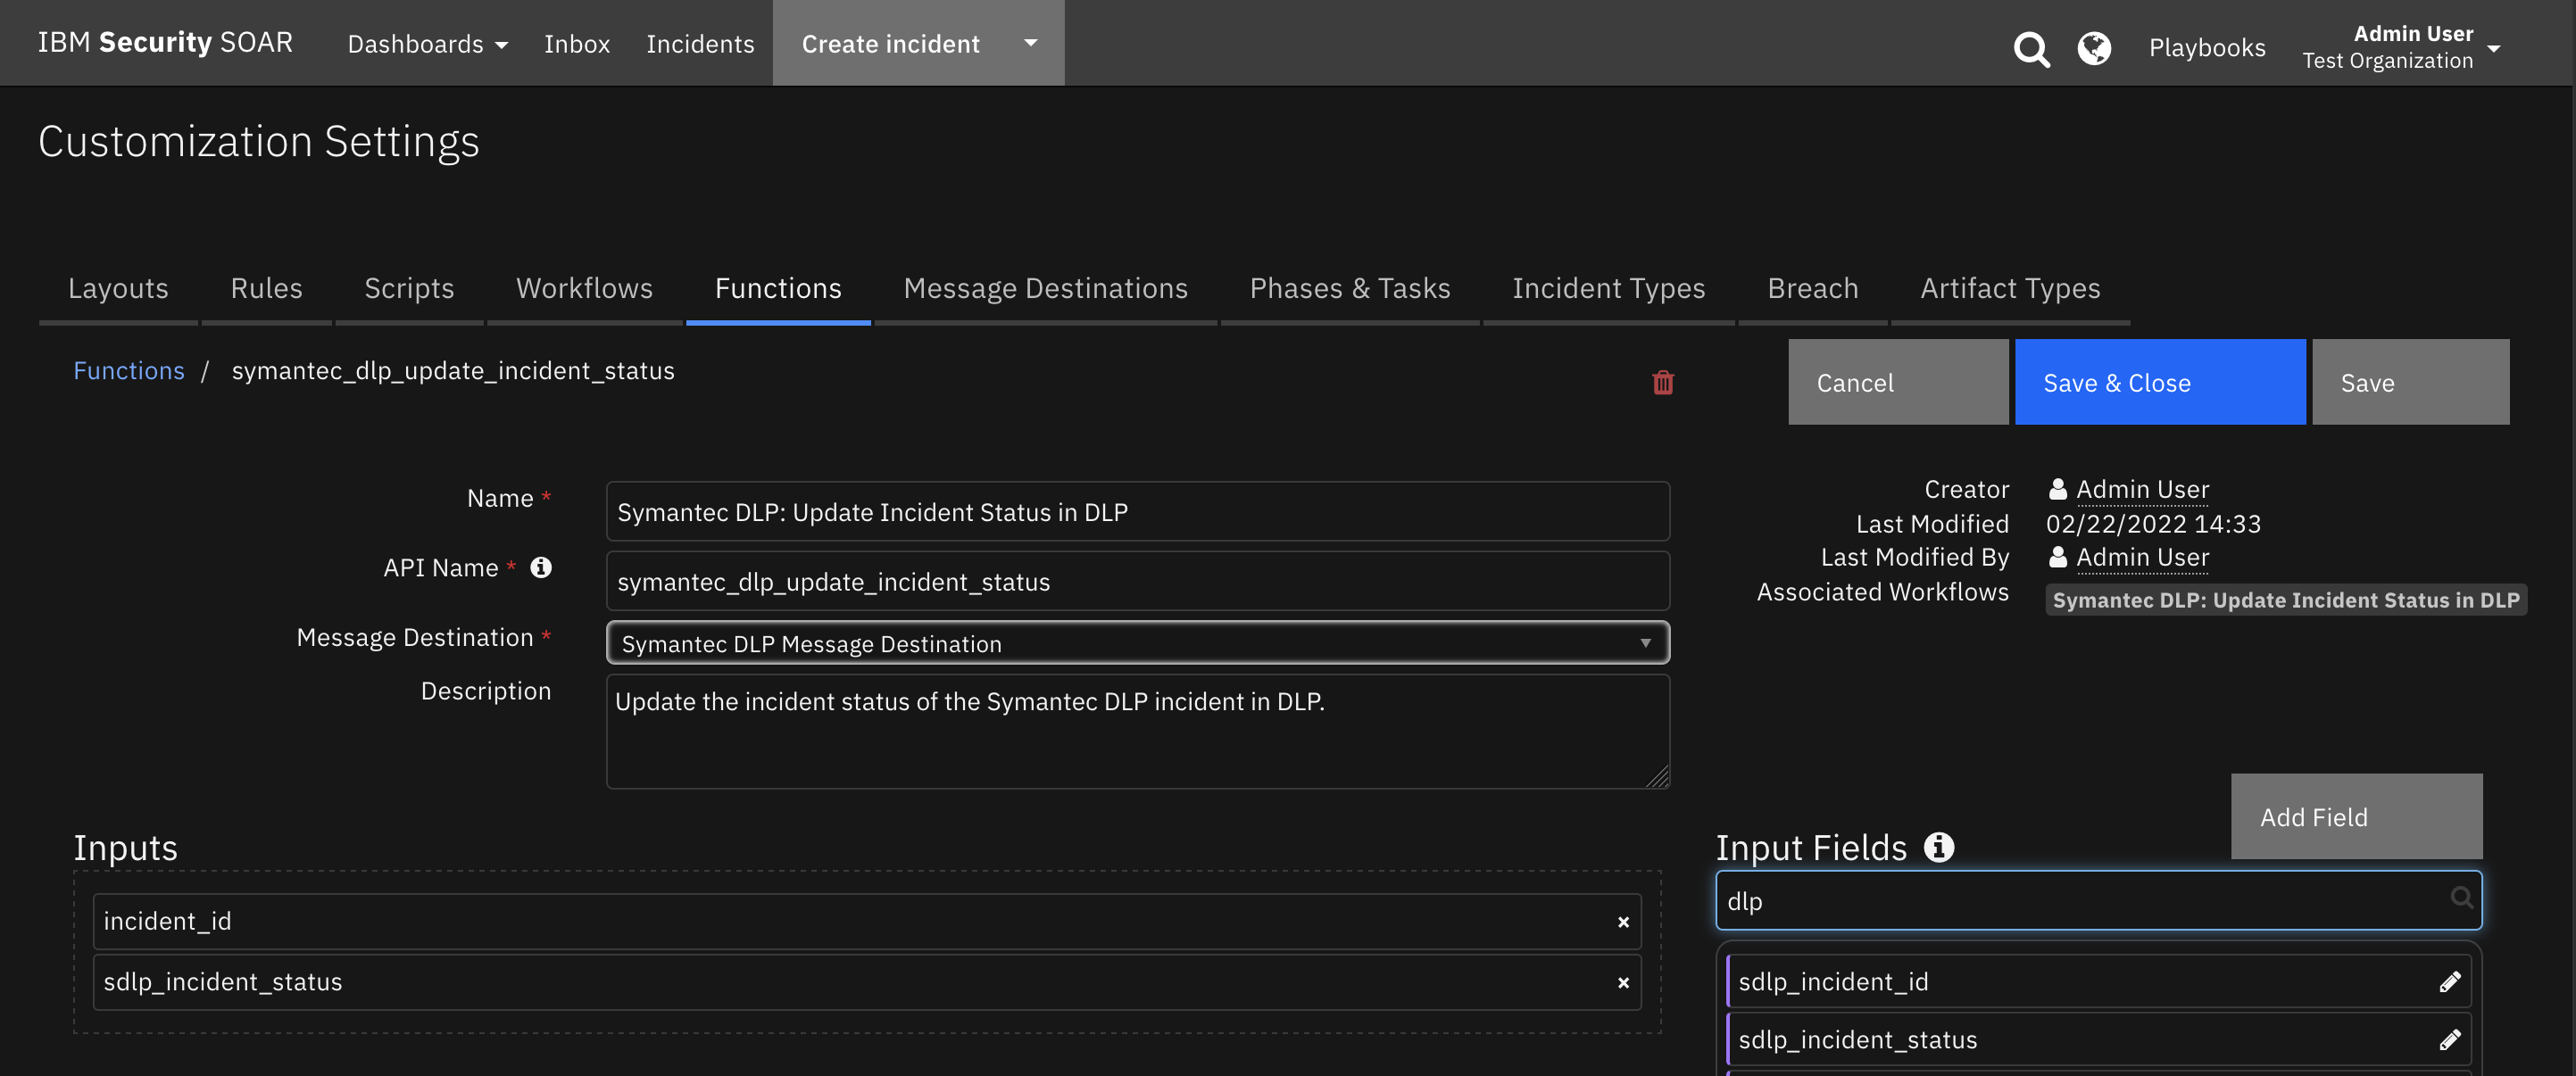 IBM Security SOAR Dashboards Inbox Incidents Create incident Playbooks Admin User
Test Organization
Customization Settings
Layouts Rules Scripts Workflows Functions Message Destinations Phases & Tasks Incident Types Breach Artifact Types
Functions / symantec_dlp_update_incident_status
Cancel Save & Close Save
Name * Symantec DLP: Update Incident Status in DLP
API Name * symantec_dlp_update_incident_status
Message Destination * Symantec DLP Message Destination
Description Update the incident status of the Symantec DLP incident in DLP.
Creator Admin User
Last Modified 02/22/2022 14:33
Last Modified By Admin User
Associated Workflows Symantec DLP: Update Incident Status in DLP
Inputs
incident_id ×
sdlp_incident_status ×
Add Field
Input Fields
dlp
sdlp_incident_id
sdlp_incident_status